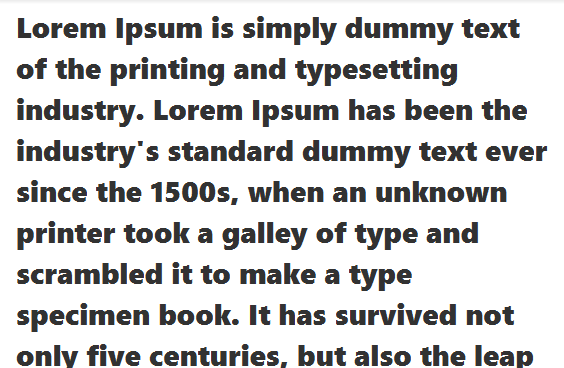 Lorem Ipsum is simply dummy text
of the printing and typesetting
industry. Lorem Ipsum has been the
industry's standard dummy text ever
since the 1500s, when an unknown
printer took a galley of type and
scrambled it to make a type
specimen book. It has survived not
only five centuries, but also the leap